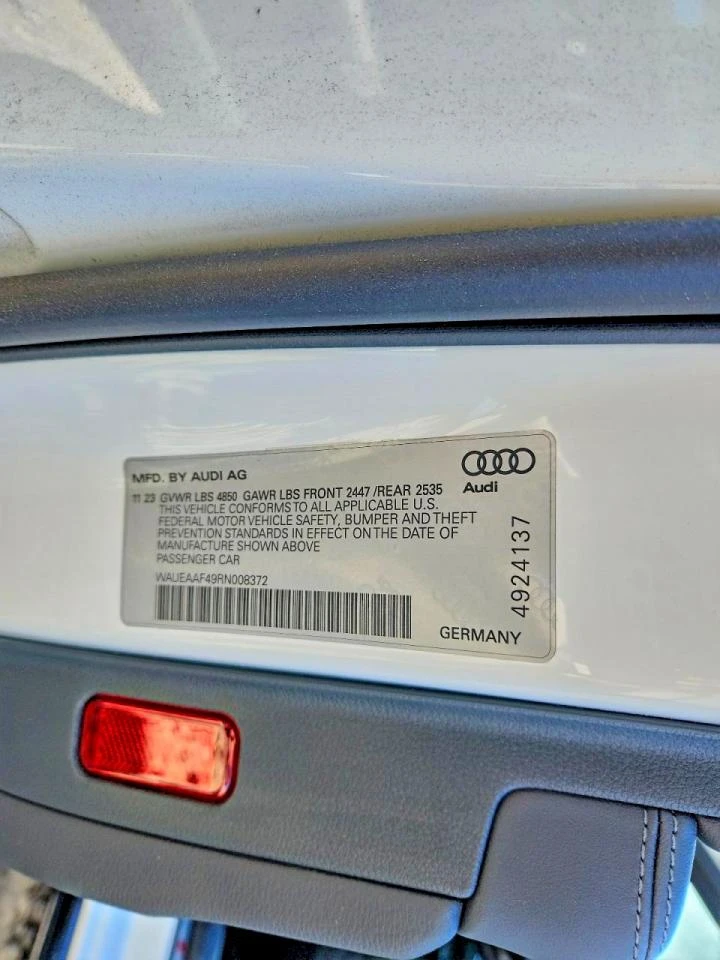 MFD. BY AUDI AG
Audi
11 23 GVWR LBS 4850 GAWR LBS FRONT 2447 /REAR 2535
THIS VEHICLE CONFORMS TO ALL APPLICABLE U.S.
FEDERAL MOTOR VEHICLE SAFETY, BUMPER AND THEFT
PREVENTION STANDARDS IN EFFECT ON THE DATE OF
MANUFACTURE SHOWN ABOVE
PASSENGER CAR
WAUEAAF49RN008372
4924137
GERMANY